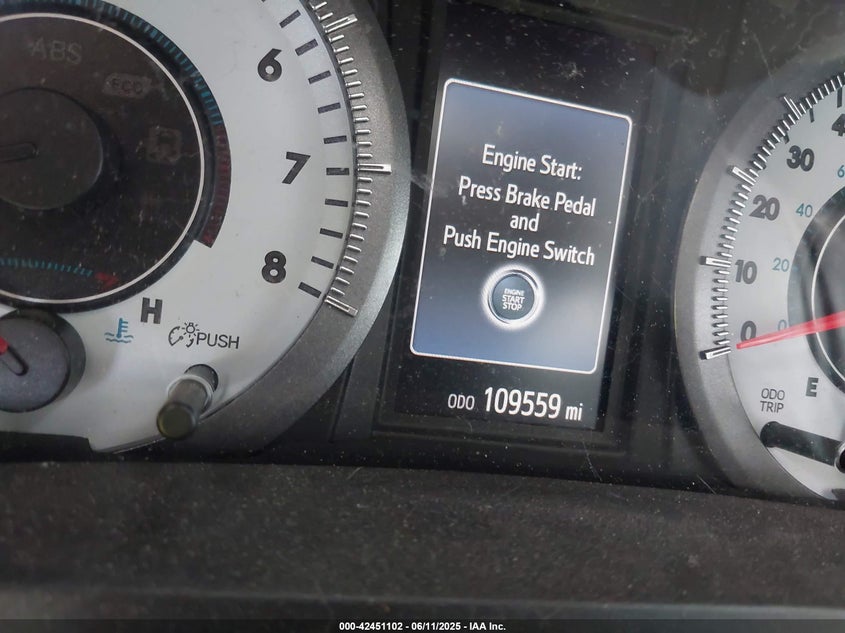 ABS
ECO
6
7
8
H
PUSH
Engine Start:
Press Brake Pedal
and
Push Engine Switch
ENGINE
START
STOP
ODO 109559 mi
30
20
40
10
20
0
0
ODO
TRIP
E
000-42451102 - 06/11/2025 - IAA Inc.